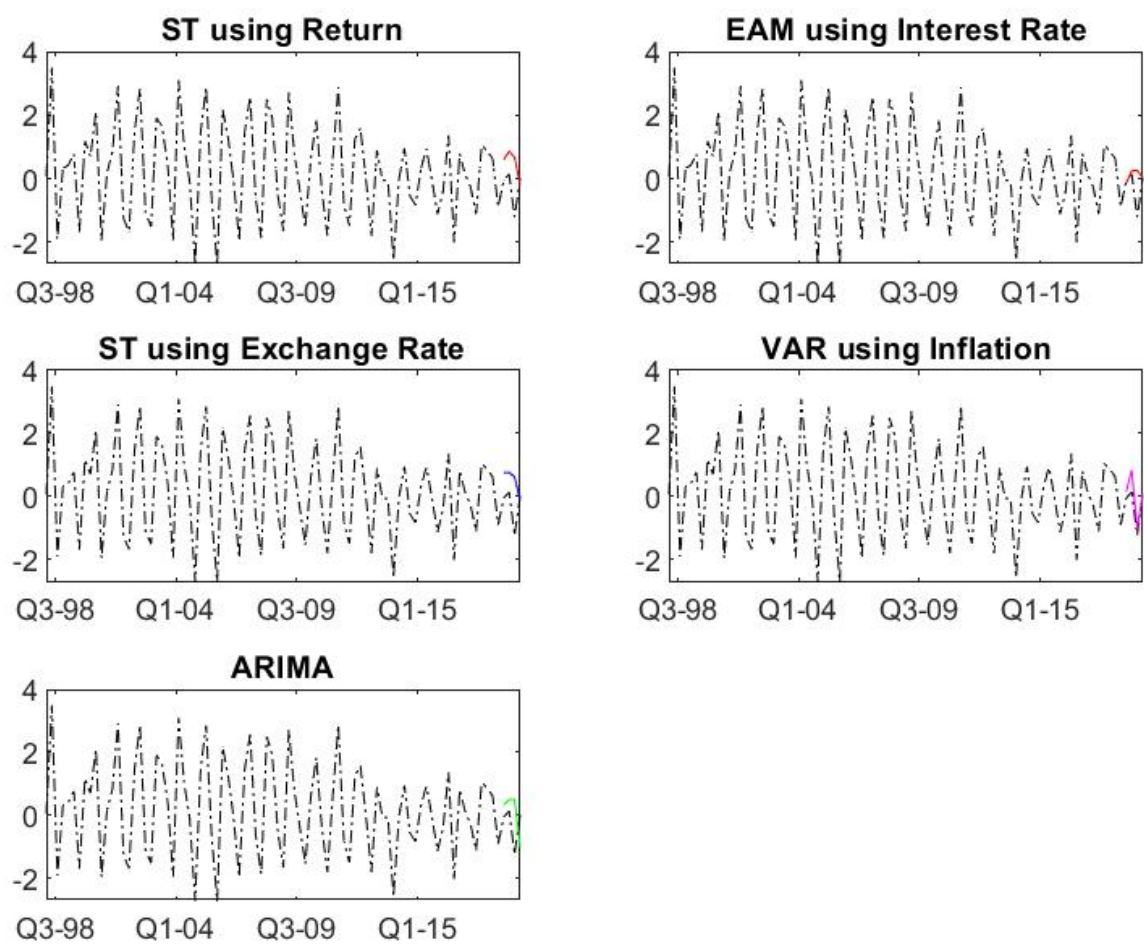 ST using Return
4
2
0
-2
Q3-98 Q1-04 Q3-09 Q1-15
EAM using Interest Rate
4
2
0
-2
Q3-98 Q1-04 Q3-09 Q1-15
ST using Exchange Rate
4
2
0
-2
Q3-98 Q1-04 Q3-09 Q1-15
VAR using Inflation
4
2
0
-2
Q3-98 Q1-04 Q3-09 Q1-15
ARIMA
4
2
0
-2
Q3-98 Q1-04 Q3-09 Q1-15